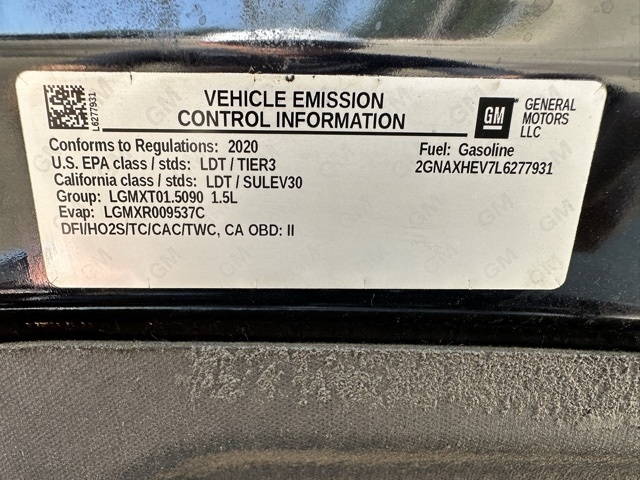 L6277931
VEHICLE EMISSION
CONTROL INFORMATION
GM
GENERAL
MOTORS
LLC
Conforms to Regulations: 2020
Fuel: Gasoline
U.S. EPA class / stds: LDT / TIER3
2GNAXHEV7L6277931
California class / stds: LDT / SULEV30
Group: LGMXT01.5090 1.5L
Evap: LGMXR009537C
DFI/HO2S/TC/CAC/TWC, CA OBD: II